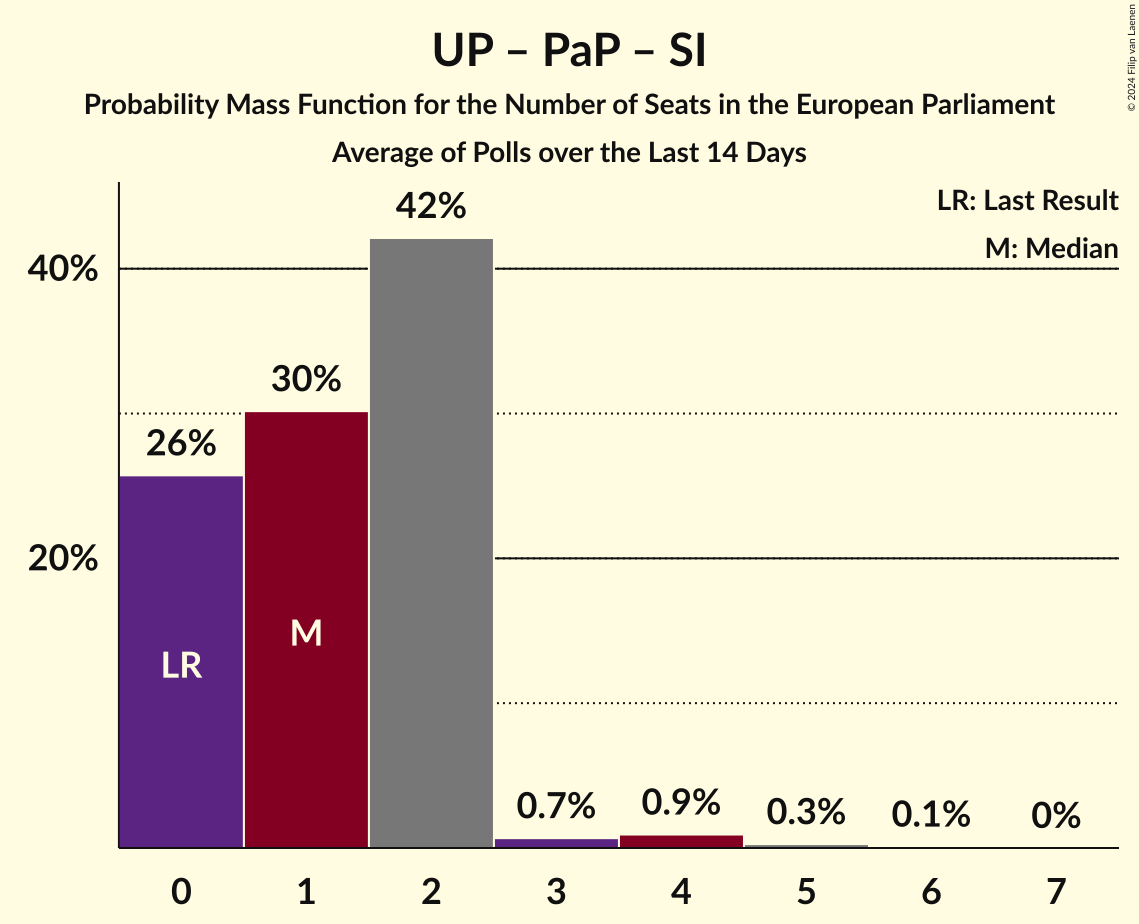 UP – PaP – SI
Probability Mass Function for the Number of Seats in the European Parliament
Average of Polls over the Last 14 Days
© 2024 Filip van Laenen
LR: Last Result
M: Median
40%
20%
26%
30%
42%
0.7%
0.9%
0.3%
0.1%
0%
LR
M
0 1 2 3 4 5 6 7